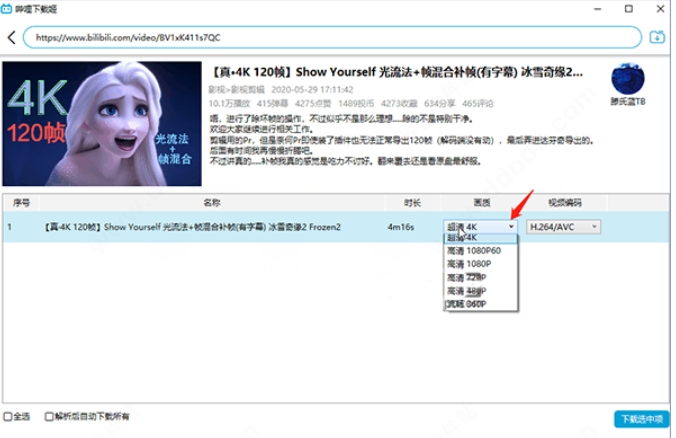 哔哩下载姬
https://www.bilibili.com/video/BV1xK411s7QC
4K
120帧
光流法
+
帧混合
【真•4K 120帧】Show Yourself 光流法+帧混合补帧(有字幕) 冰雪奇缘2...
影视>影视剪辑 2020-05-29 17:11:42
10.1万播放 415弹幕 4275点赞 1489投币 4273收藏 634分享 465评论
嗯，进行了除坏帧的操作，不过似乎不是那么理想……除的不是特别干净。
欢迎大家继续进行相关工作。
剪辑用的Pr，但是奈何Pr即使装了插件也无法正常导出120帧（解码端没有动），最后弄进达芬奇导出的。
后面有时间我再慢慢折腾吧。
不过讲真的……补帧我真的感觉是吃力不讨好。翻来覆去还是看原盘最舒服。
滕氏蓝TB
序号 名称 时长 画质 视频编码
1 【真·4K 120帧】Show Yourself 光流法+帧混合补帧(有字幕) 冰雪奇缘2 Frozen2 4m16s 超清 4K H.264/AVC
超清 4K
高清 1080P60
高清 1080P
高清 720P
高清 480P
流畅 360P
全选 解析后自动下载所有 下载选中项